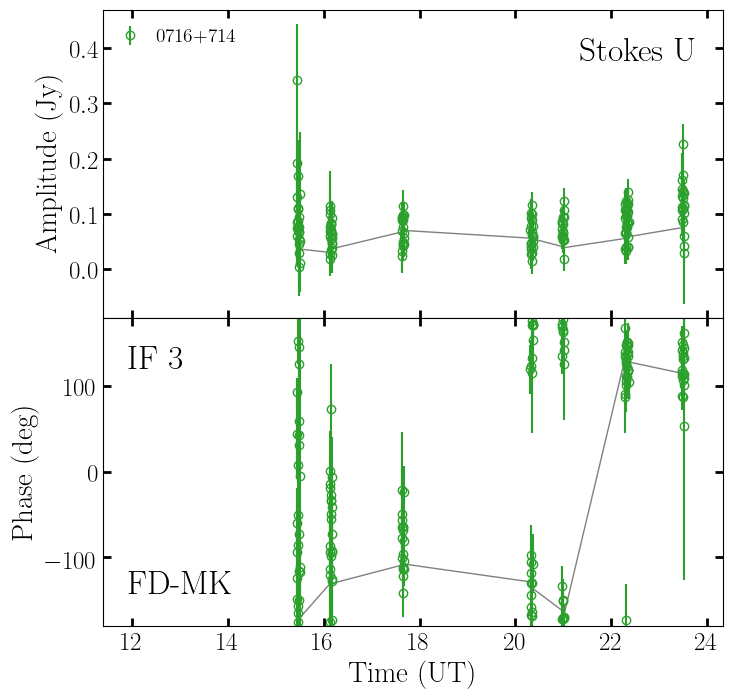 0716+714
Stokes U
0.4
0.3
0.2
0.1
0.0
Amplitude (Jy)
IF 3
100
0
−100
Phase (deg)
FD-MK
12 14 16 18 20 22 24
Time (UT)